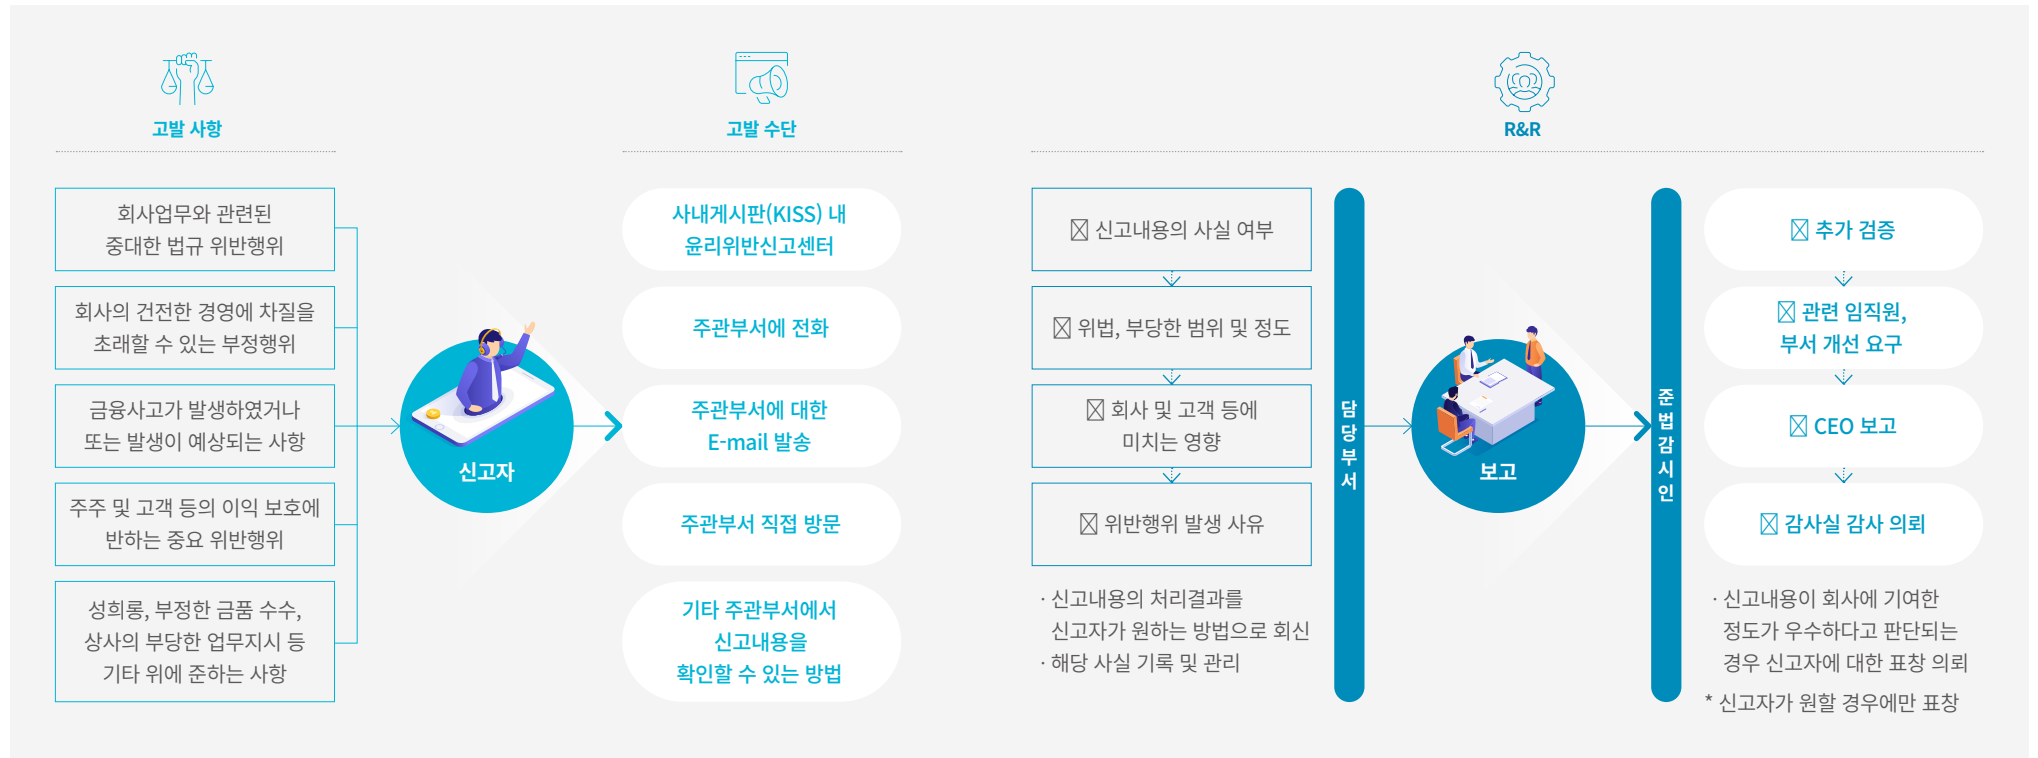 고발 사항
회사업무와 관련된
중대한 법규 위반행위
회사의 건전한 경영에 차질을
초래할 수 있는 부정행위
금융사고가 발생하였거나
또는 발생이 예상되는 사항
주주 및 고객 등의 이익 보호에
반하는 중요 위반행위
성희롱, 부정한 금품 수수,
상사의 부당한 업무지시 등
기타 위에 준하는 사항
신고자
고발 수단
사내게시판(KISS) 내
윤리위반신고센터
주관부서에 전화
주관부서에 대한
E-mail 발송
주관부서 직접 방문
기타 주관부서에서
신고내용을
확인할 수 있는 방법
R&R
신고내용의 사실 여부
위법, 부당한 범위 및 정도
회사 및 고객 등에
미치는 영향
위반행위 발생 사유
· 신고내용의 처리결과를
신고자가 원하는 방법으로 회신
· 해당 사실 기록 및 관리
담당부서
보고
준법감시인
추가 검증
관련 임직원,
부서 개선 요구
CEO 보고
감사실 감사 의뢰
· 신고내용이 회사에 기여한
정도가 우수하다고 판단되는
경우 신고자에 대한 표창 의뢰
* 신고자가 원할 경우에만 표창